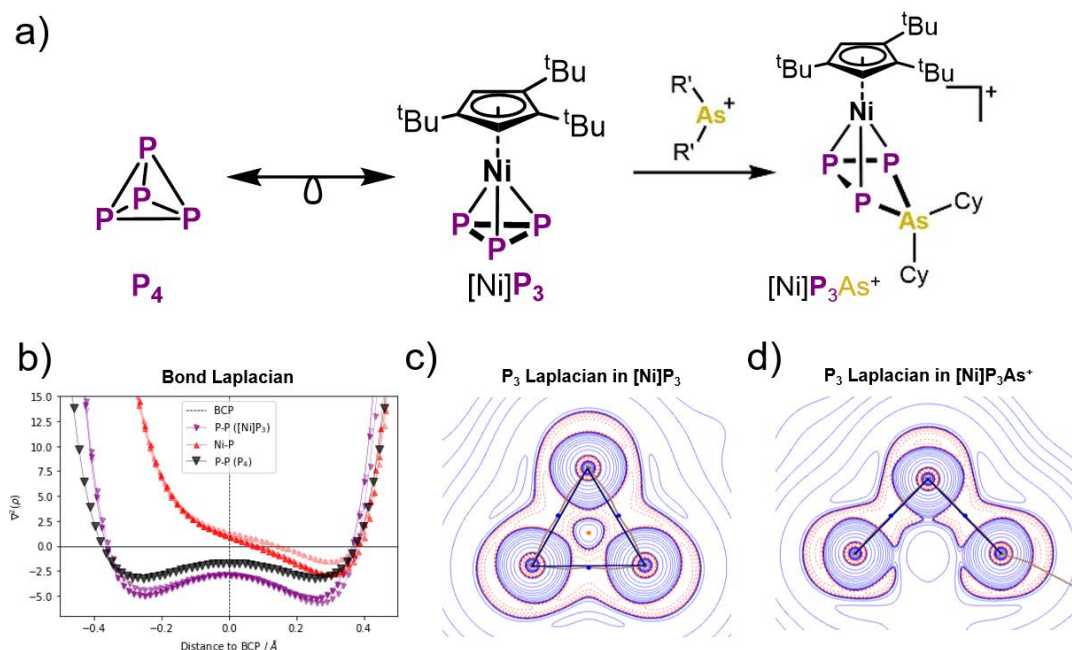 a)
P
P
P
P
P₄
ᵗBu
ᵗBu
ᵗBu
Ni
P
P
P
[Ni]P₃
R'
As⁺
R'
ᵗBu
ᵗBu
ᵗBu
Ni
+
P
P
P
As
Cy
Cy
[Ni]P₃As⁺
b)
Bond Laplacian
15.0
12.5
10.0
7.5
5.0
2.5
0.0
−2.5
−5.0
∇²(ρ)
BCP
P-P ([Ni]P₃)
Ni-P
P-P (P₄)
−0.4
−0.2
0.0
0.2
0.4
Distance to BCP / Å
c)
P₃ Laplacian in [Ni]P₃
d)
P₃ Laplacian in [Ni]P₃As⁺